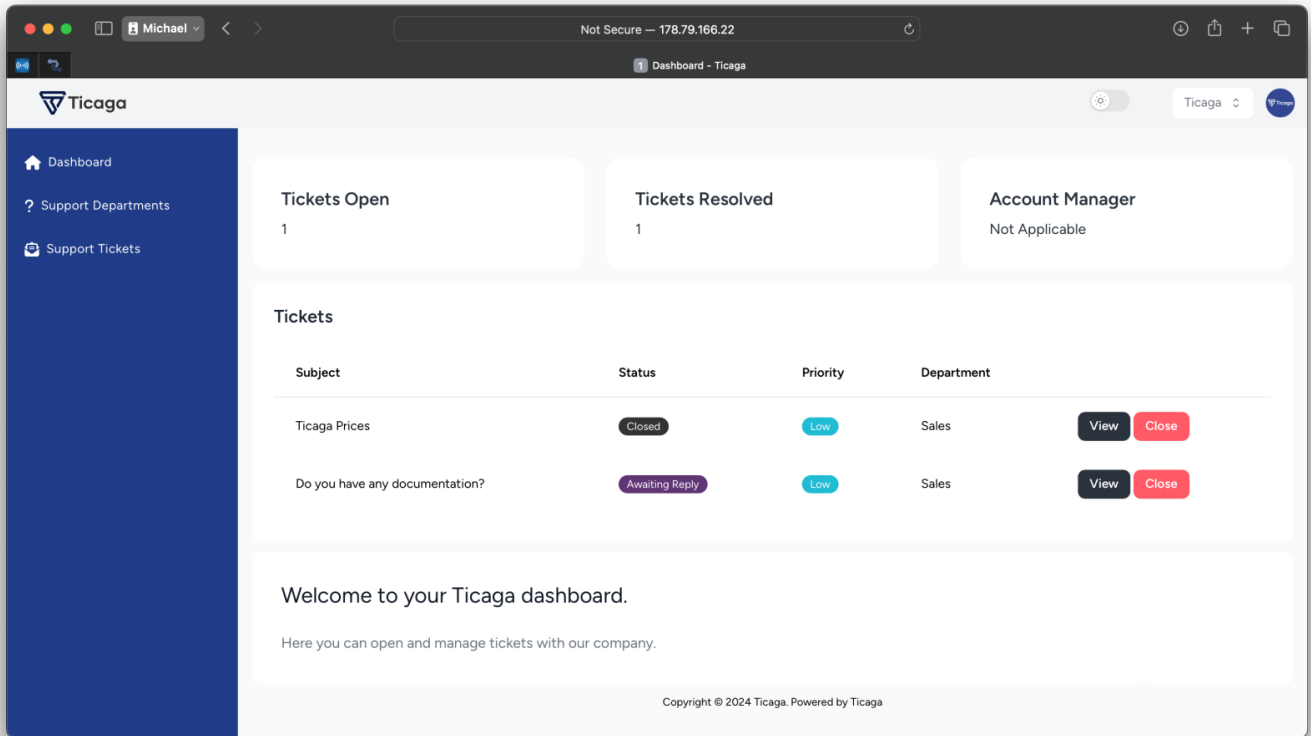 Michael
Not Secure — 178.79.166.22
1 Dashboard - Ticaga
Ticaga
Ticaga
Ticaga
Dashboard
? Support Departments
Support Tickets
Tickets Open
1
Tickets Resolved
1
Account Manager
Not Applicable
Tickets
Subject Status Priority Department
Ticaga Prices Closed Low Sales View Close
Do you have any documentation? Awaiting Reply Low Sales View Close
Welcome to your Ticaga dashboard.
Here you can open and manage tickets with our company.
Copyright © 2024 Ticaga. Powered by Ticaga